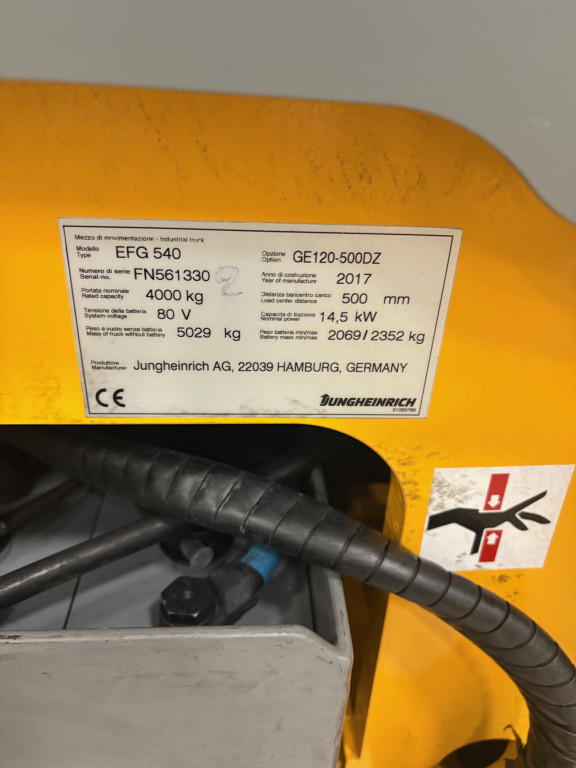 Mezzo di movimentazione - Industrial truck
Modello
Type EFG 540
Opzione
Option GE120-500DZ
Numero di serie
Serial-no. FN561330 2
Anno di costruzione
Year of manufacture 2017
Portata nominale
Rated capacity 4000 kg
Distanza baricentro carico
Load center distance 500 mm
Tensione della batteria
System voltage 80 V
Capacita di trazione
Nominal power 14,5 kW
Peso a vuoto senza batteria
Mass of truck without battery 5029 kg
Peso batteria min/max
Battery mass min/max 2069/2352 kg
Produttore
Manufacturer Jungheinrich AG, 22039 HAMBURG, GERMANY
CE
JUNGHEINRICH